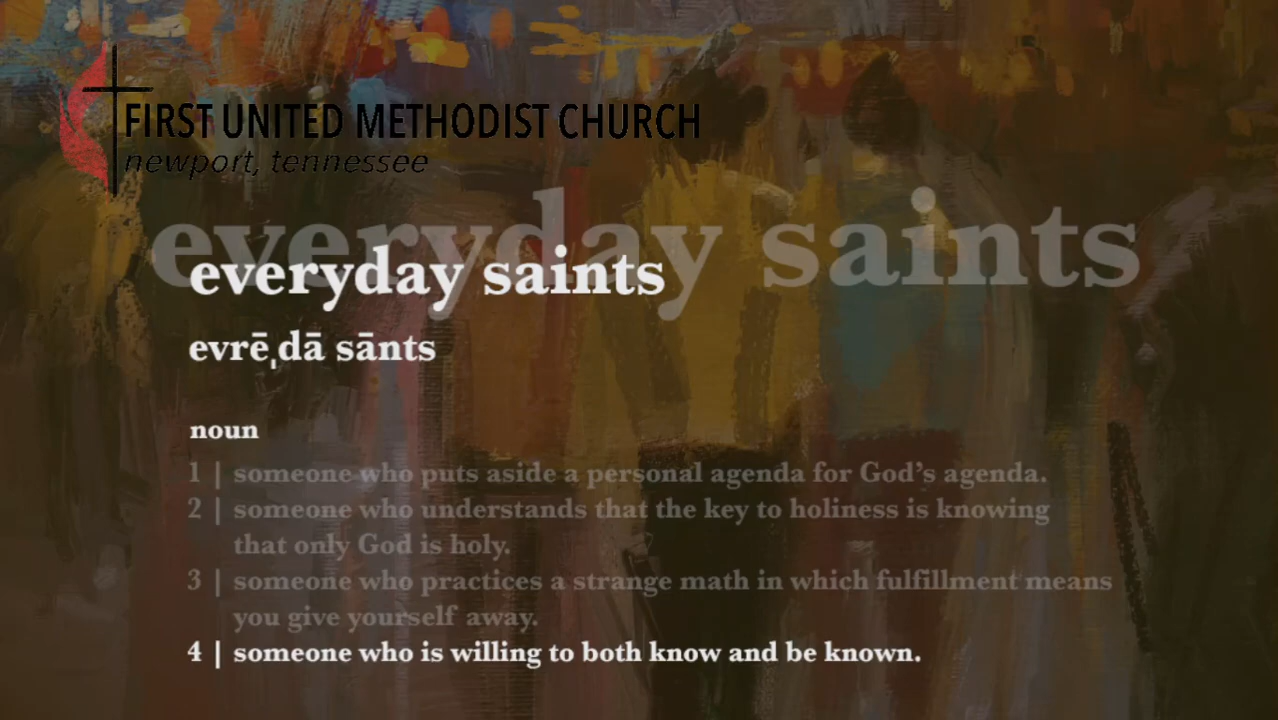 FIRST UNITED METHODIST CHURCH
newport, tennessee
everyday saints
everyday saints
evrēˌdā sānts
noun
1 | someone who puts aside a personal agenda for God’s agenda.
2 | someone who understands that the key to holiness is knowing
that only God is holy.
3 | someone who practices a strange math in which fulfillment means
you give yourself away.
4 | someone who is willing to both know and be known.